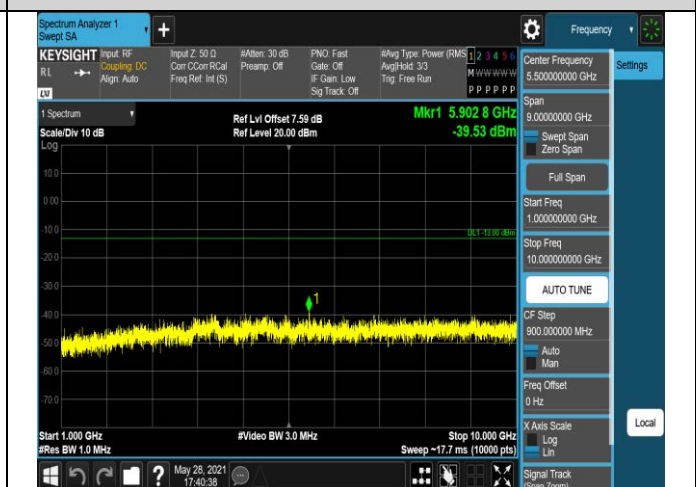 Spectrum Analyzer 1
Swept SA
Frequency
KEYSIGHT
RL
LXI
Input: RF
Coupling: DC
Align: Auto
Input Z: 50 Ω
Corr CCorr RCal
Freq Ref: Int (S)
#Atten: 30 dB
Preamp: Off
PNO: Fast
Gate: Off
IF Gain: Low
Sig Track: Off
#Avg Type: Power (RMS
Avg|Hold: 3/3
Trig: Free Run
1 2 3 4 5 6
M W W W W W
P P P P P P
1 Spectrum
Scale/Div 10 dB
Log
Ref Lvl Offset 7.59 dB
Ref Level 20.00 dBm
Mkr1 5.902 8 GHz
-39.53 dBm
10.0
0.00
-10.0
DL1 -13.00 dBm
-20.0
-30.0
-40.0
-50.0
-60.0
-70.0
1
Start 1.000 GHz
#Res BW 1.0 MHz
#Video BW 3.0 MHz
Stop 10.000 GHz
Sweep ~17.7 ms (10000 pts)
?
May 28, 2021
17:40:38
Center Frequency
5.500000000 GHz
Span
9.00000000 GHz
Swept Span
Zero Span
Full Span
Start Freq
1.000000000 GHz
Stop Freq
10.000000000 GHz
AUTO TUNE
CF Step
900.000000 MHz
Auto
Man
Freq Offset
0 Hz
X Axis Scale
Log
Lin
Signal Track
(Span Zoom)
Settings
Local